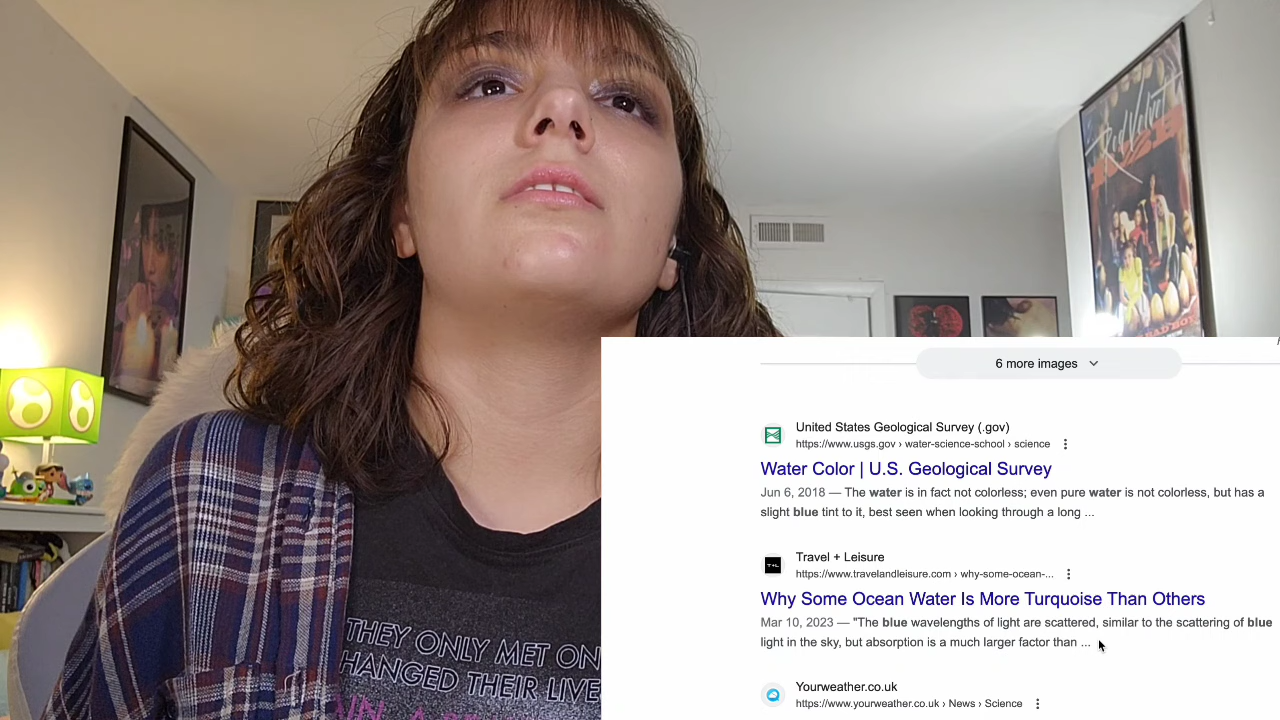 Red Velvet
BAD BOY
THEY ONLY MET ON
HANGED THEIR LIVE
6 more images
United States Geological Survey (.gov)
https://www.usgs.gov › water-science-school › science
Water Color | U.S. Geological Survey
Jun 6, 2018 — The water is in fact not colorless; even pure water is not colorless, but has a
slight blue tint to it, best seen when looking through a long ...
T+L
Travel + Leisure
https://www.travelandleisure.com › why-some-ocean-...
Why Some Ocean Water Is More Turquoise Than Others
Mar 10, 2023 — "The blue wavelengths of light are scattered, similar to the scattering of blue
light in the sky, but absorption is a much larger factor than ...
Yourweather.co.uk
https://www.yourweather.co.uk › News › Science